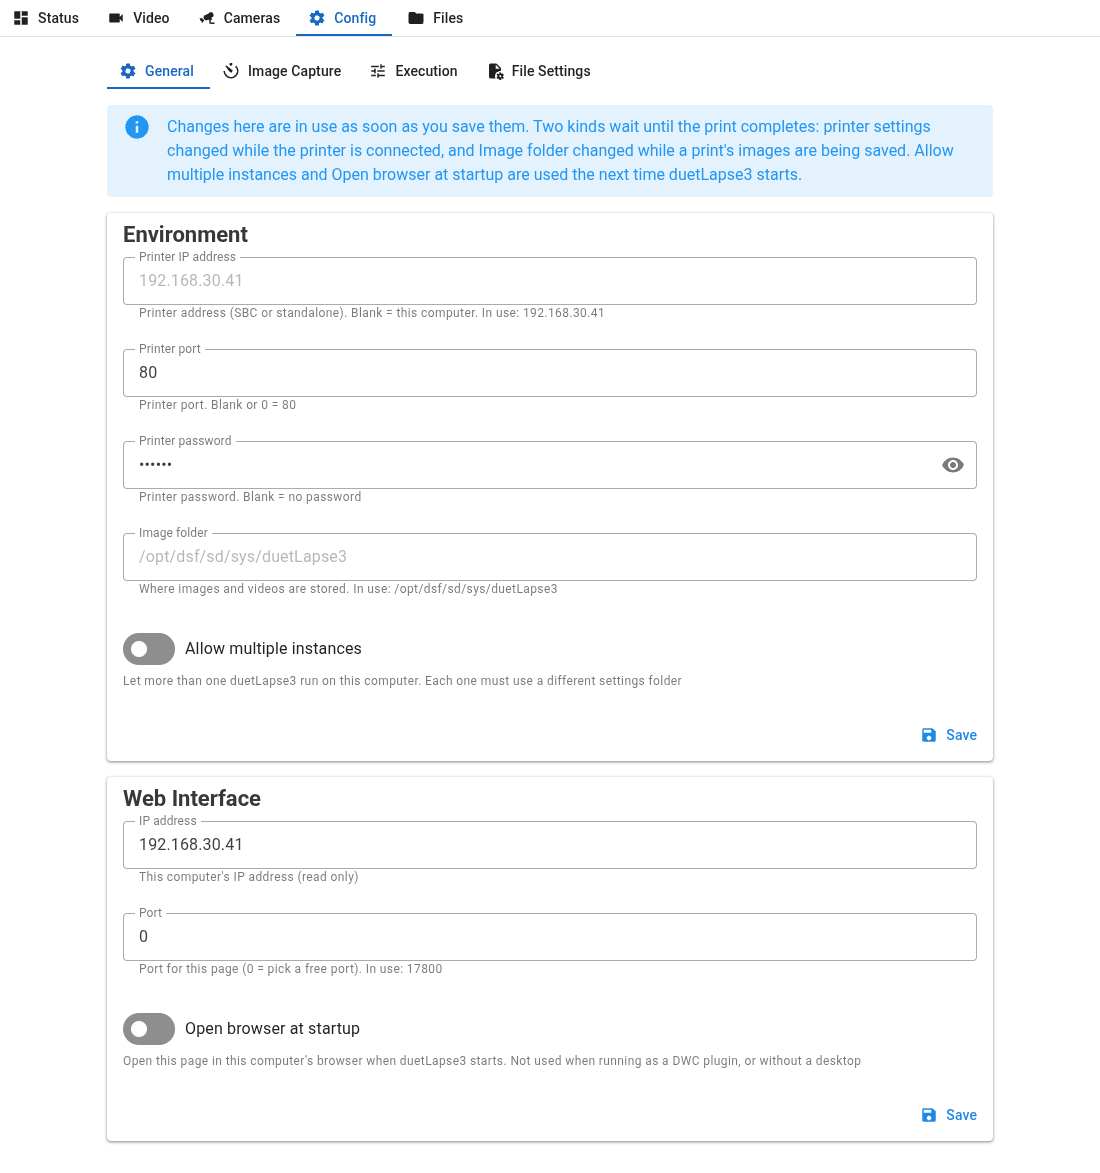 Status Video Cameras Config Files
General Image Capture Execution File Settings
Changes here are in use as soon as you save them. Two kinds wait until the print completes: printer settings
changed while the printer is connected, and Image folder changed while a print's images are being saved. Allow
multiple instances and Open browser at startup are used the next time duetLapse3 starts.
Environment
Printer IP address
192.168.30.41
Printer address (SBC or standalone). Blank = this computer. In use: 192.168.30.41
Printer port
80
Printer port. Blank or 0 = 80
Printer password
••••••
Printer password. Blank = no password
Image folder
/opt/dsf/sd/sys/duetLapse3
Where images and videos are stored. In use: /opt/dsf/sd/sys/duetLapse3
Allow multiple instances
Let more than one duetLapse3 run on this computer. Each one must use a different settings folder
Save
Web Interface
IP address
192.168.30.41
This computer's IP address (read only)
Port
0
Port for this page (0 = pick a free port). In use: 17800
Open browser at startup
Open this page in this computer's browser when duetLapse3 starts. Not used when running as a DWC plugin, or without a desktop
Save